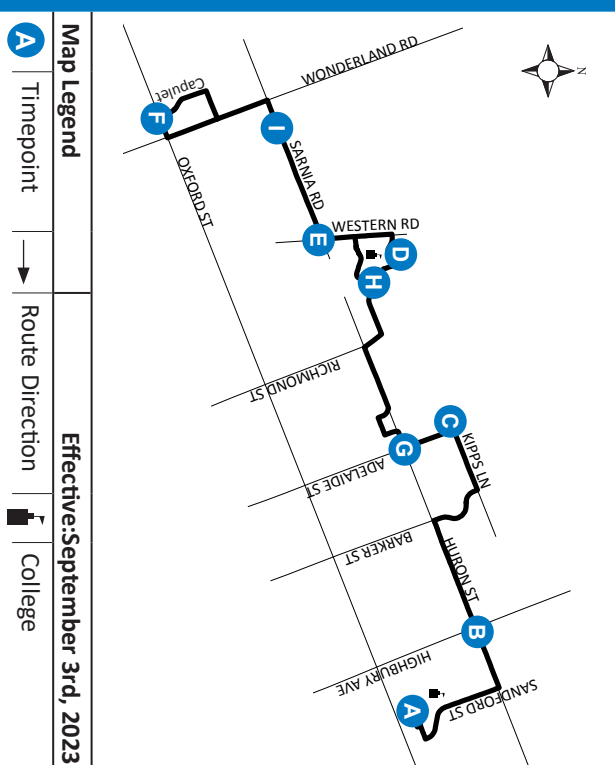 N
WONDERLAND RD
Capulet
F
I
OXFORD ST
SARNIA RD
WESTERN RD
E
D
H
RICHMOND ST
C
KIPPS LN
G
ADELAIDE ST
BARKER ST
HURON ST
B
HIGHBURY AVE
SANDFORD ST
A
Map Legend
Effective:September 3rd, 2023
A
Timepoint
Route Direction
College